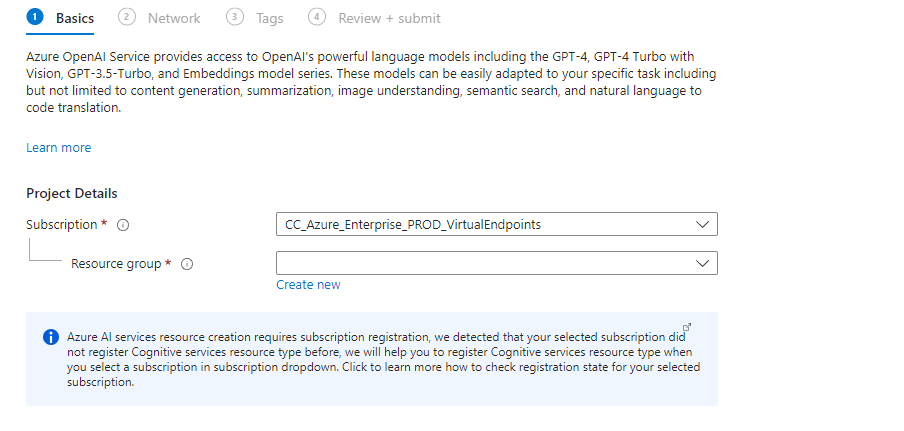 1 Basics 2 Network 3 Tags 4 Review + submit
Azure OpenAI Service provides access to OpenAI's powerful language models including the GPT-4, GPT-4 Turbo with
Vision, GPT-3.5-Turbo, and Embeddings model series. These models can be easily adapted to your specific task including
but not limited to content generation, summarization, image understanding, semantic search, and natural language to
code translation.
Learn more
Project Details
Subscription *
CC_Azure_Enterprise_PROD_VirtualEndpoints
Resource group *
Create new
Azure AI services resource creation requires subscription registration, we detected that your selected subscription did
not register Cognitive services resource type before, we will help you to register Cognitive services resource type when
you select a subscription in subscription dropdown. Click to learn more how to check registration state for your selected
subscription.